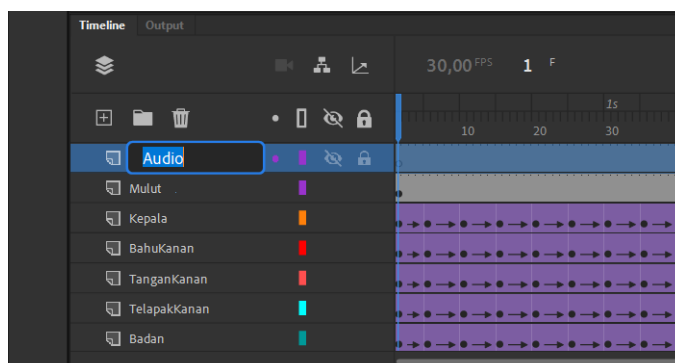 Timeline Output
30,00 FPS 1 F
1s
10 20 30
Audio
Mulut
Kepala
BahuKanan
TanganKanan
TelapakKanan
Badan